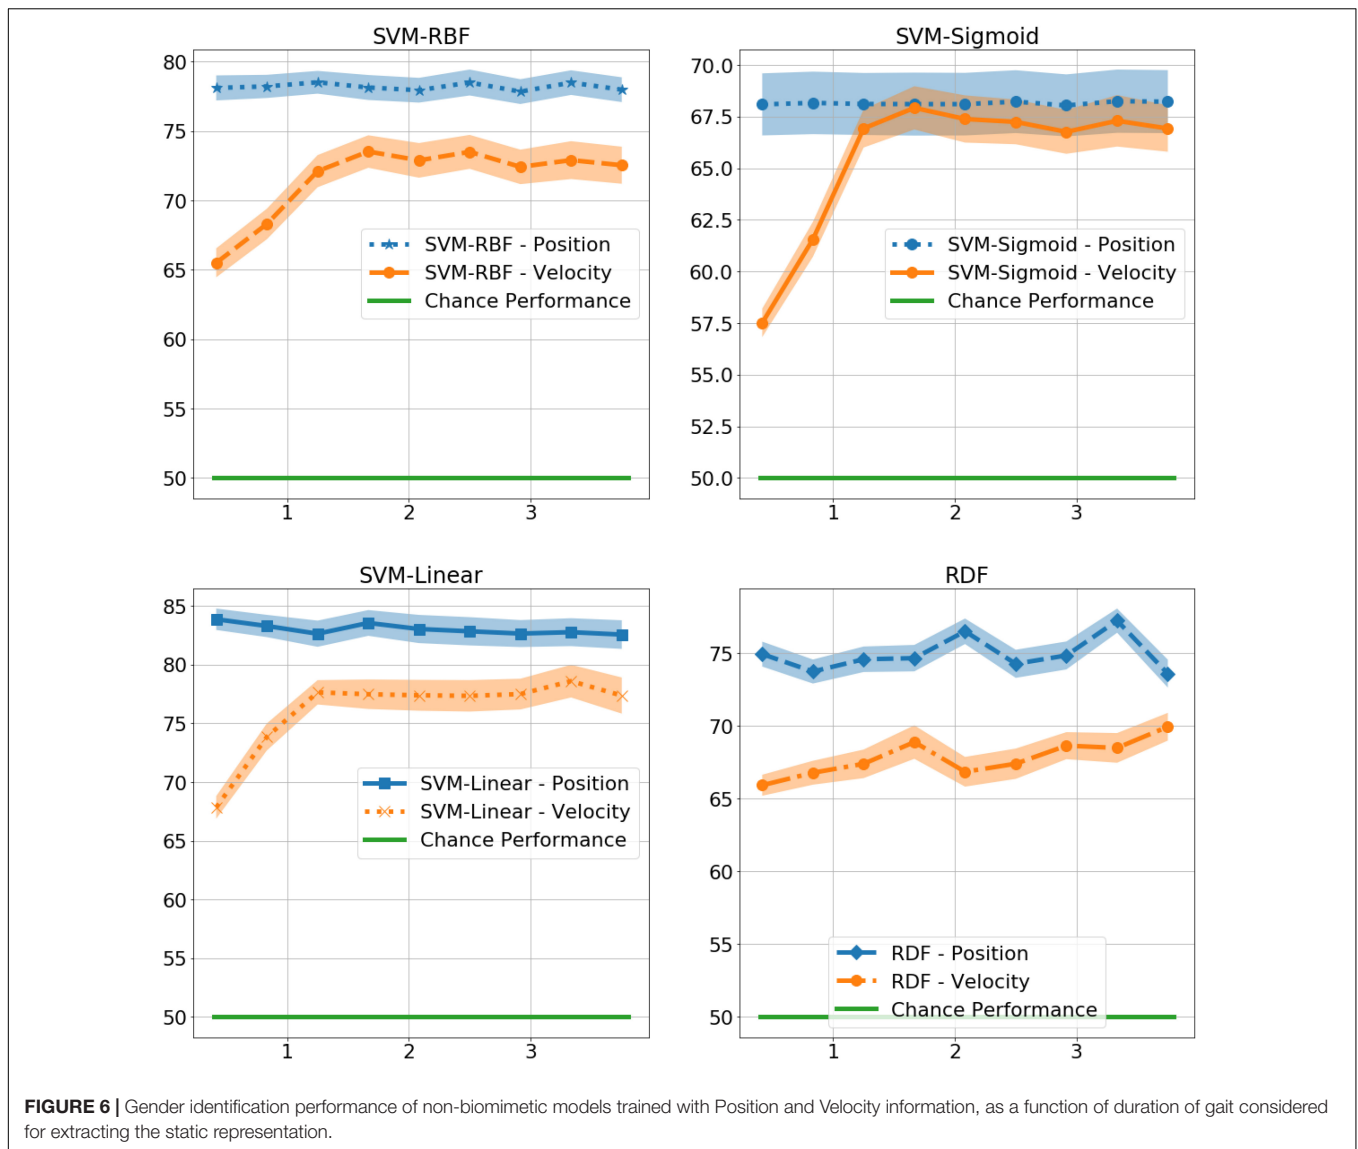 SVM-RBF
80
75
70
65
60
55
50
1 2 3
SVM-RBF - Position
SVM-RBF - Velocity
Chance Performance
SVM-Sigmoid
70.0
67.5
65.0
62.5
60.0
57.5
55.0
52.5
50.0
1 2 3
SVM-Sigmoid - Position
SVM-Sigmoid - Velocity
Chance Performance
SVM-Linear
85
80
75
70
65
60
55
50
1 2 3
SVM-Linear - Position
SVM-Linear - Velocity
Chance Performance
RDF
75
70
65
60
55
50
1 2 3
RDF - Position
RDF - Velocity
Chance Performance
FIGURE 6 | Gender identification performance of non-biomimetic models trained with Position and Velocity information, as a function of duration of gait considered
for extracting the static representation.